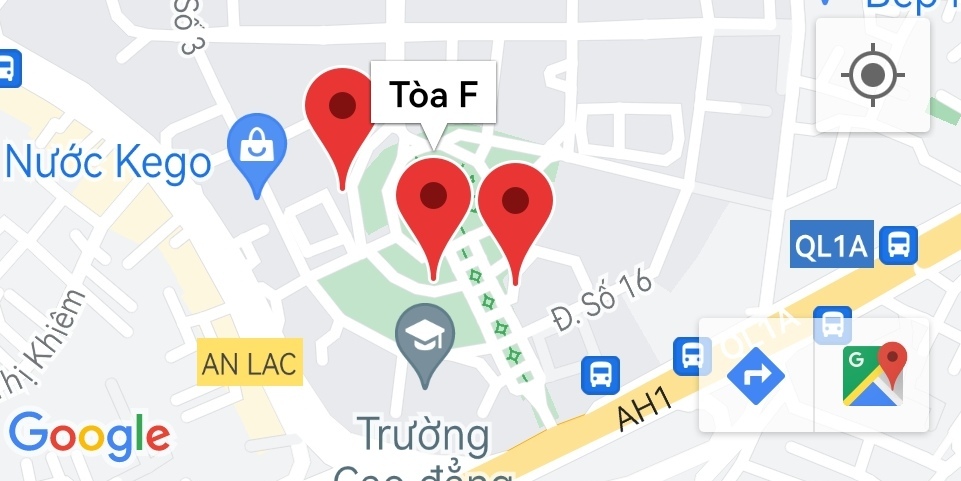 Số 3
Tòa F
Nước Kego
QL1A
Đ. Số 16
Khiêm
AN LAC
QL1A
AH1
Google
G
Trường
Cao đẳng